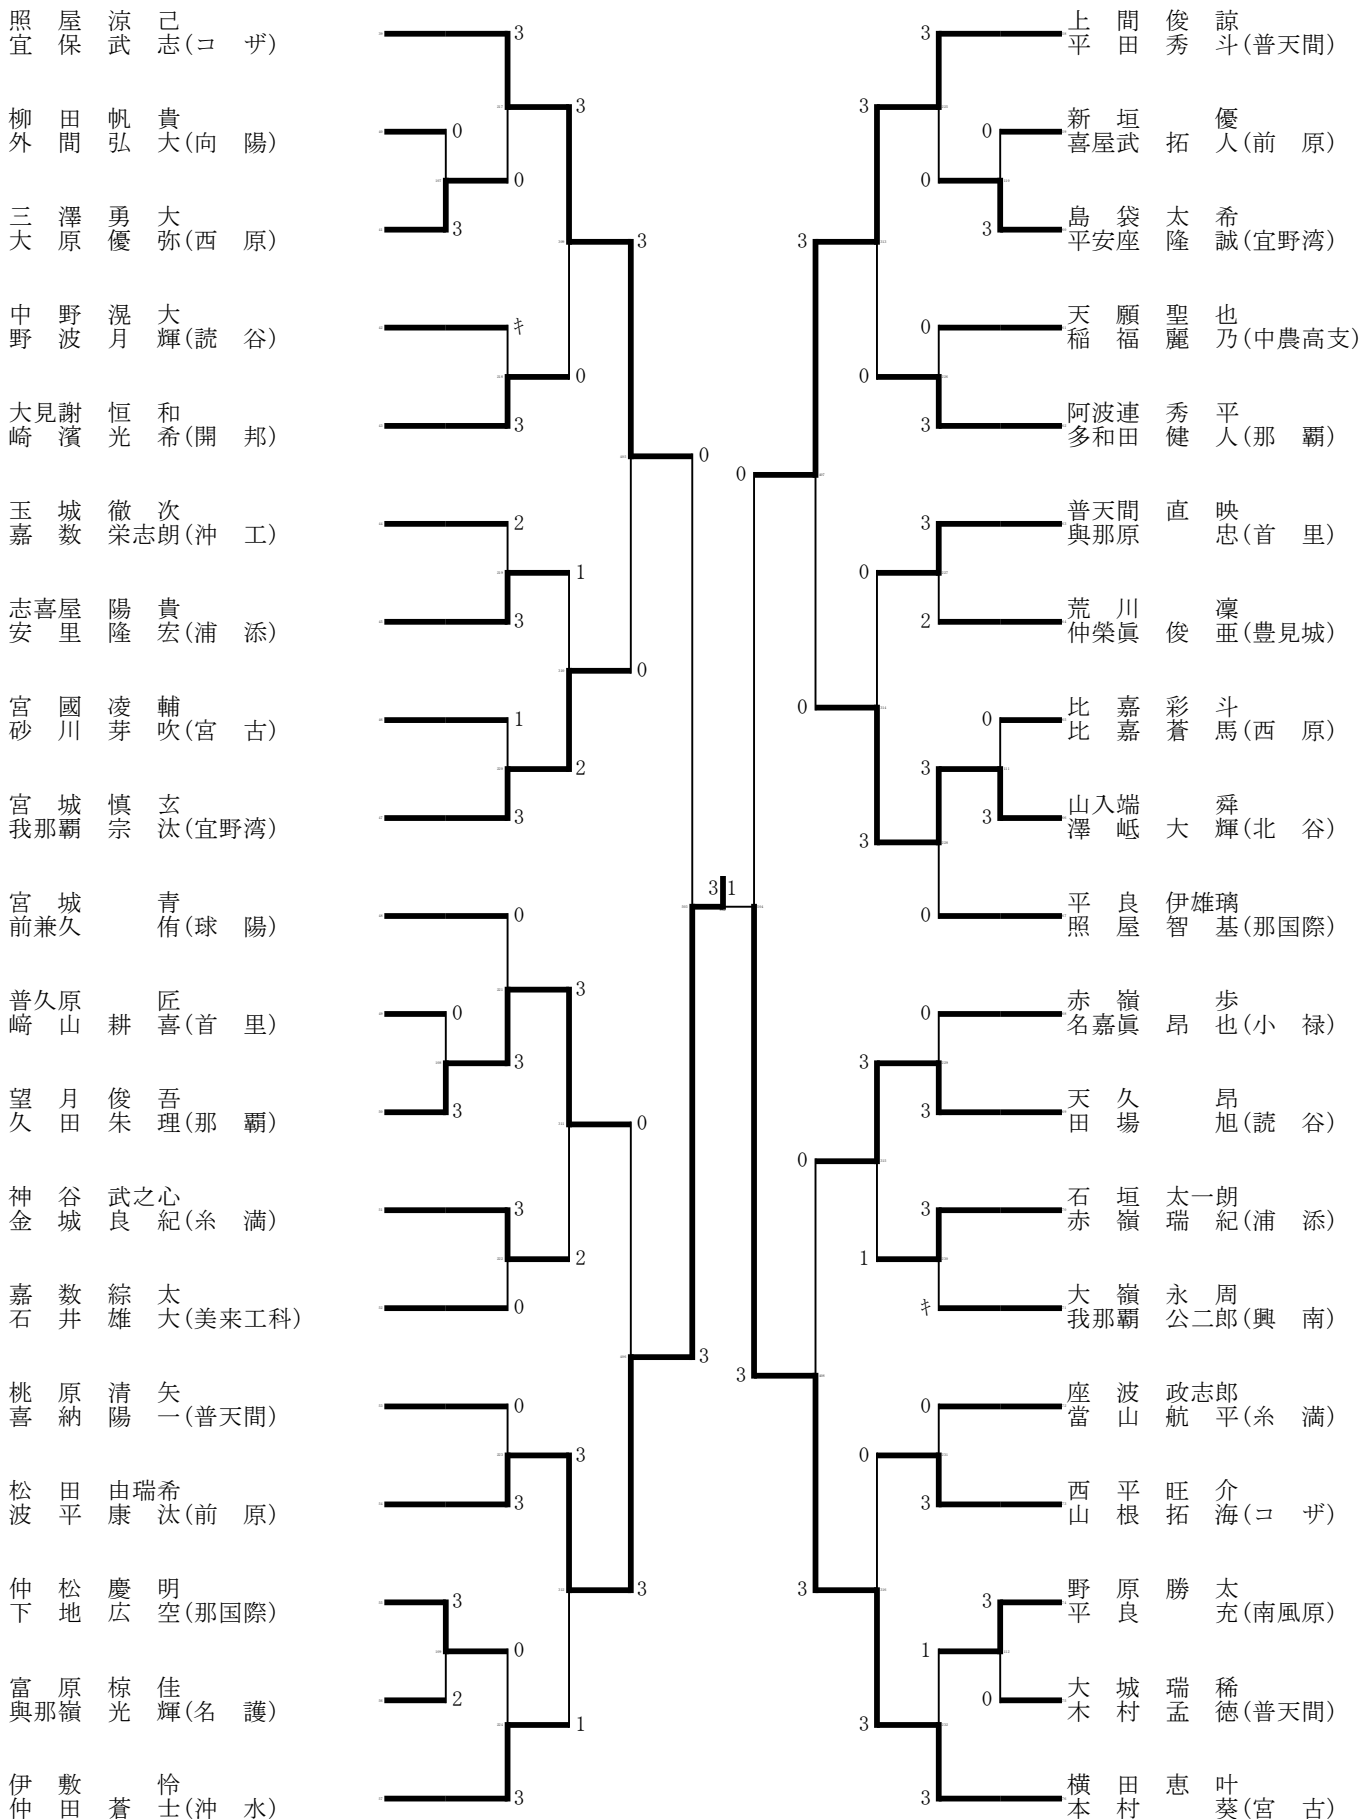 照屋涼己
宜保武志(コザ)
3
柳田帆貴
外間弘大(向陽)
0
三澤勇大
大原優弥(西原)
3
0
3
中野滉大
野波月輝(読谷)
キ
大見謝恒和
崎濱光希(開邦)
3
0
3
玉城徹次
嘉数栄志朗(沖工)
2
志喜屋陽貴
安里隆宏(浦添)
3
1
宮國凌輔
砂川芽吹(宮古)
1
宮城慎玄
我那覇宗汰(宜野湾)
3
2
0
0
宮城青
前兼久侑(球陽)
0
普久原匠
﨑山耕喜(首里)
0
望月俊吾
久田朱理(那覇)
3
3
3
神谷武之心
金城良紀(糸満)
3
嘉数綜太
石井雄大(美来工科)
0
2
0
桃原清矢
喜納陽一(普天間)
0
松田由瑞希
波平康汰(前原)
3
3
仲松慶明
下地広空(那国際)
3
富原椋佳
與那嶺光輝(名護)
2
0
伊敷怜
仲田蒼士(沖水)
3
1
3
3
3 1
上間俊諒
平田秀斗(普天間)
3
新垣優
喜屋武拓人(前原)
0
島袋太希
平安座隆誠(宜野湾)
3
0
3
天願聖也
稲福麗乃(中農高支)
0
阿波連秀平
多和田健人(那覇)
3
0
3
普天間直映
與那原忠(首里)
3
荒川凜
仲榮眞俊亜(豊見城)
2
0
比嘉彩斗
比嘉蒼馬(西原)
0
山入端舜
澤岻大輝(北谷)
3
3
平良伊雄璃
照屋智基(那国際)
0
3
0
0
赤嶺歩
名嘉眞昂也(小禄)
0
天久昂
田場旭(読谷)
3
3
石垣太一朗
赤嶺瑞紀(浦添)
3
大嶺永周
我那覇公二郎(興南)
キ
1
0
座波政志郎
當山航平(糸満)
0
西平旺介
山根拓海(コザ)
3
0
野原勝太
平良充(南風原)
3
大城瑞稀
木村孟徳(普天間)
0
1
横田恵叶
本村葵(宮古)
3
3
3
3